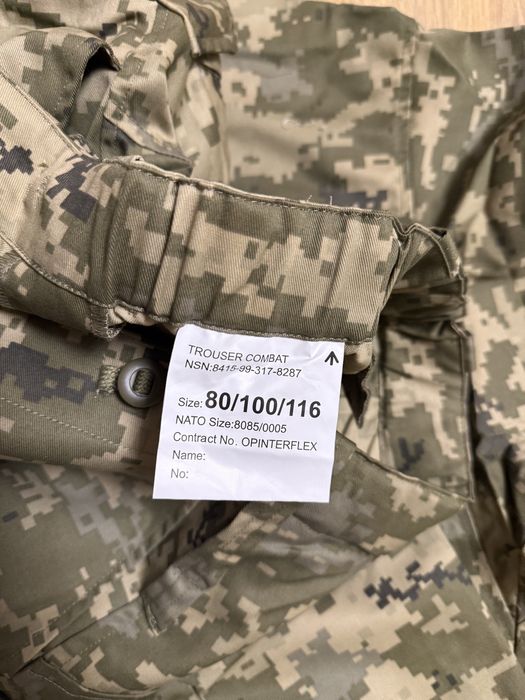 TROUSER COMBAT
NSN:8415-99-317-8287
Size: 80/100/116
NATO Size:8085/0005
Contract No. OPINTERFLEX
Name:
No: